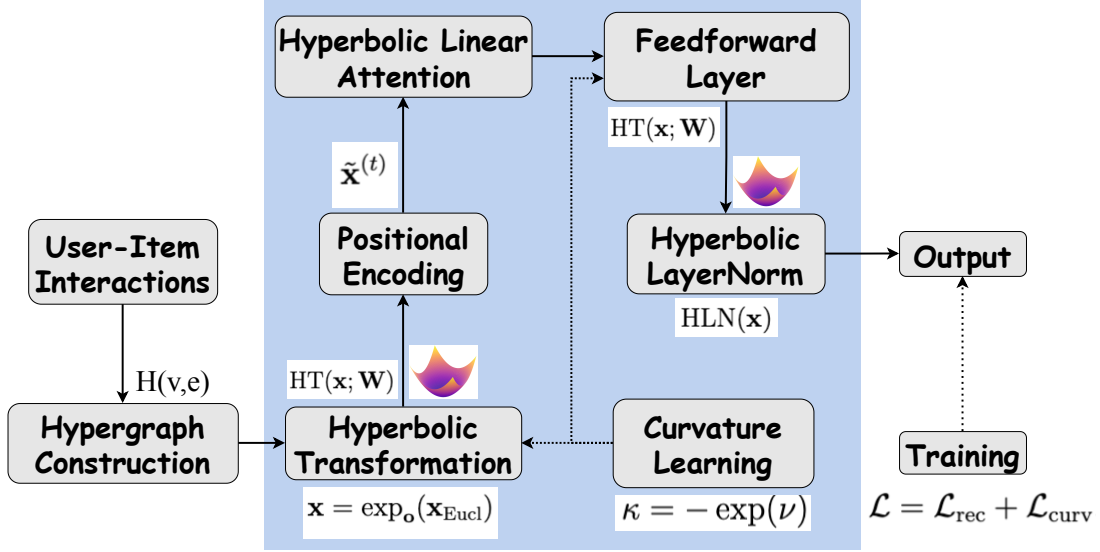 User-Item
Interactions
H(v,e)
Hypergraph
Construction
Hyperbolic
Transformation
x = exp_o(x_Eucl)
HT(x; W)
Positional
Encoding
x̃^(t)
Hyperbolic Linear
Attention
Feedforward
Layer
HT(x; W)
Hyperbolic
LayerNorm
HLN(x)
Curvature
Learning
κ = − exp(ν)
Output
Training
ℒ = ℒ_rec + ℒ_curv